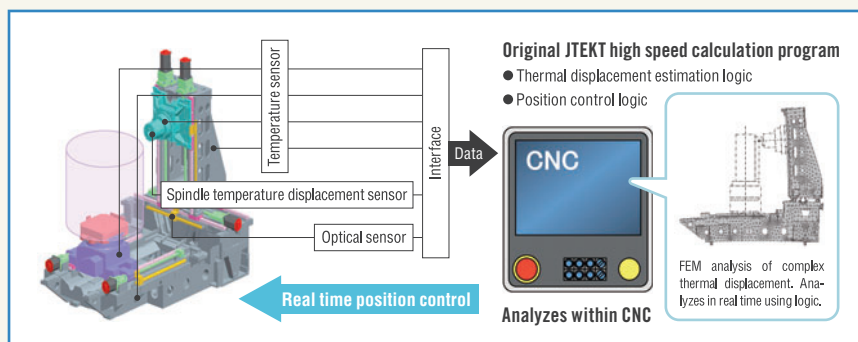 Temperature sensor
Spindle temperature displacement sensor
Optical sensor
Interface
Data
Real time position control
Original JTEKT high speed calculation program
● Thermal displacement estimation logic
● Position control logic
CNC
Analyzes within CNC
FEM analysis of complex
thermal displacement. Ana-
lyzes in real time using logic.